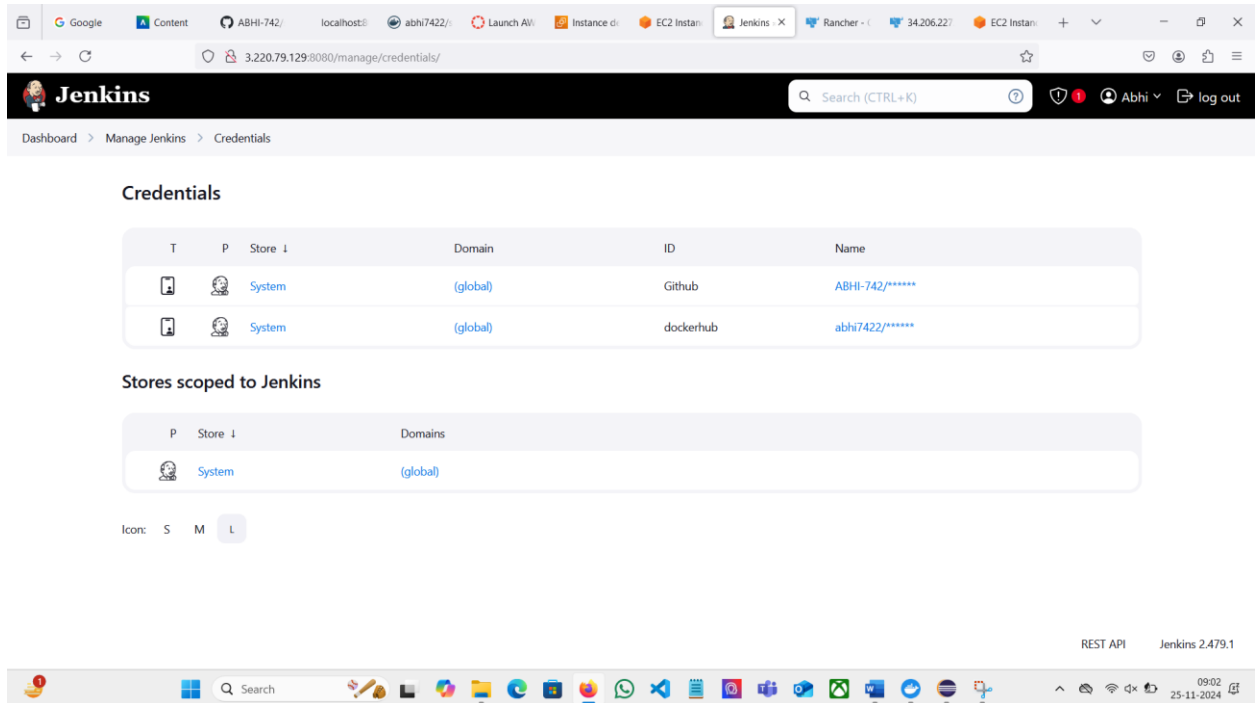 Google
Content
ABHI-742/
localhost:8
abhi7422/s
Launch AW
Instance de
EC2 Instanc
Jenkins
Rancher - (
34.206.227
EC2 Instanc
3.220.79.129:8080/manage/credentials/
Jenkins
Search (CTRL+K)
?
1
Abhi
log out
Dashboard > Manage Jenkins > Credentials
Credentials
T P Store ↓ Domain ID Name
System (global) Github ABHI-742/******
System (global) dockerhub abhi7422/******
Stores scoped to Jenkins
P Store ↓ Domains
System (global)
Icon: S M L
REST API Jenkins 2.479.1
1
Search
09:02
25-11-2024